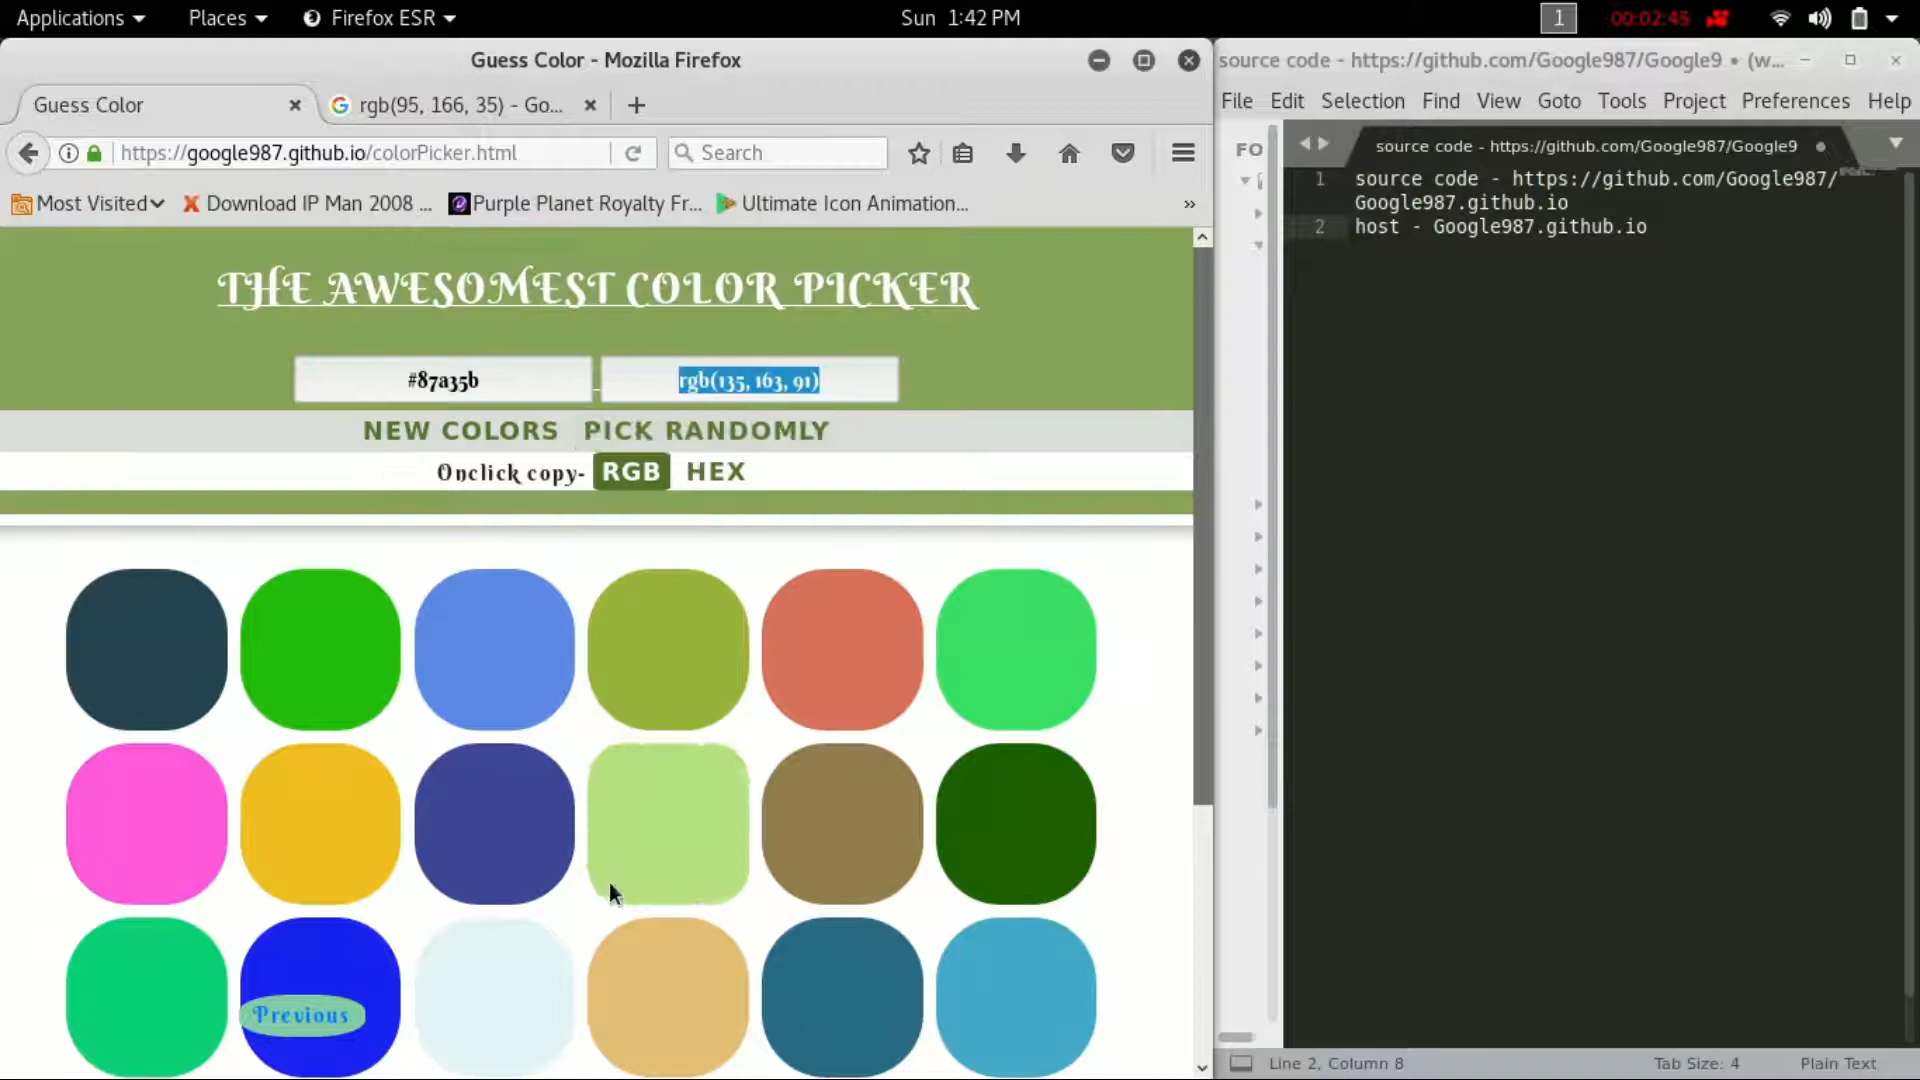 Applications Places Firefox ESR Sun 1:42 PM 1 00:02:45
Guess Color - Mozilla Firefox
source code - https://github.com/Google987/Google9 • (w...
Guess Color
rgb(95, 166, 35) - Go...
File Edit Selection Find View Goto Tools Project Preferences Help
https://google987.github.io/colorPicker.html
Search
FO
source code - https://github.com/Google987/Google9
Most Visited Download IP Man 2008 ... Purple Planet Royalty Fr... Ultimate Icon Animation... »
1 source code - https://github.com/Google987/
Google987.github.io
2 host - Google987.github.io
THE AWESOMEST COLOR PICKER
#87a35b
rgb(135, 163, 91)
NEW COLORS PICK RANDOMLY
Onclick copy- RGB HEX
Previous
Line 2, Column 8 Tab Size: 4 Plain Text